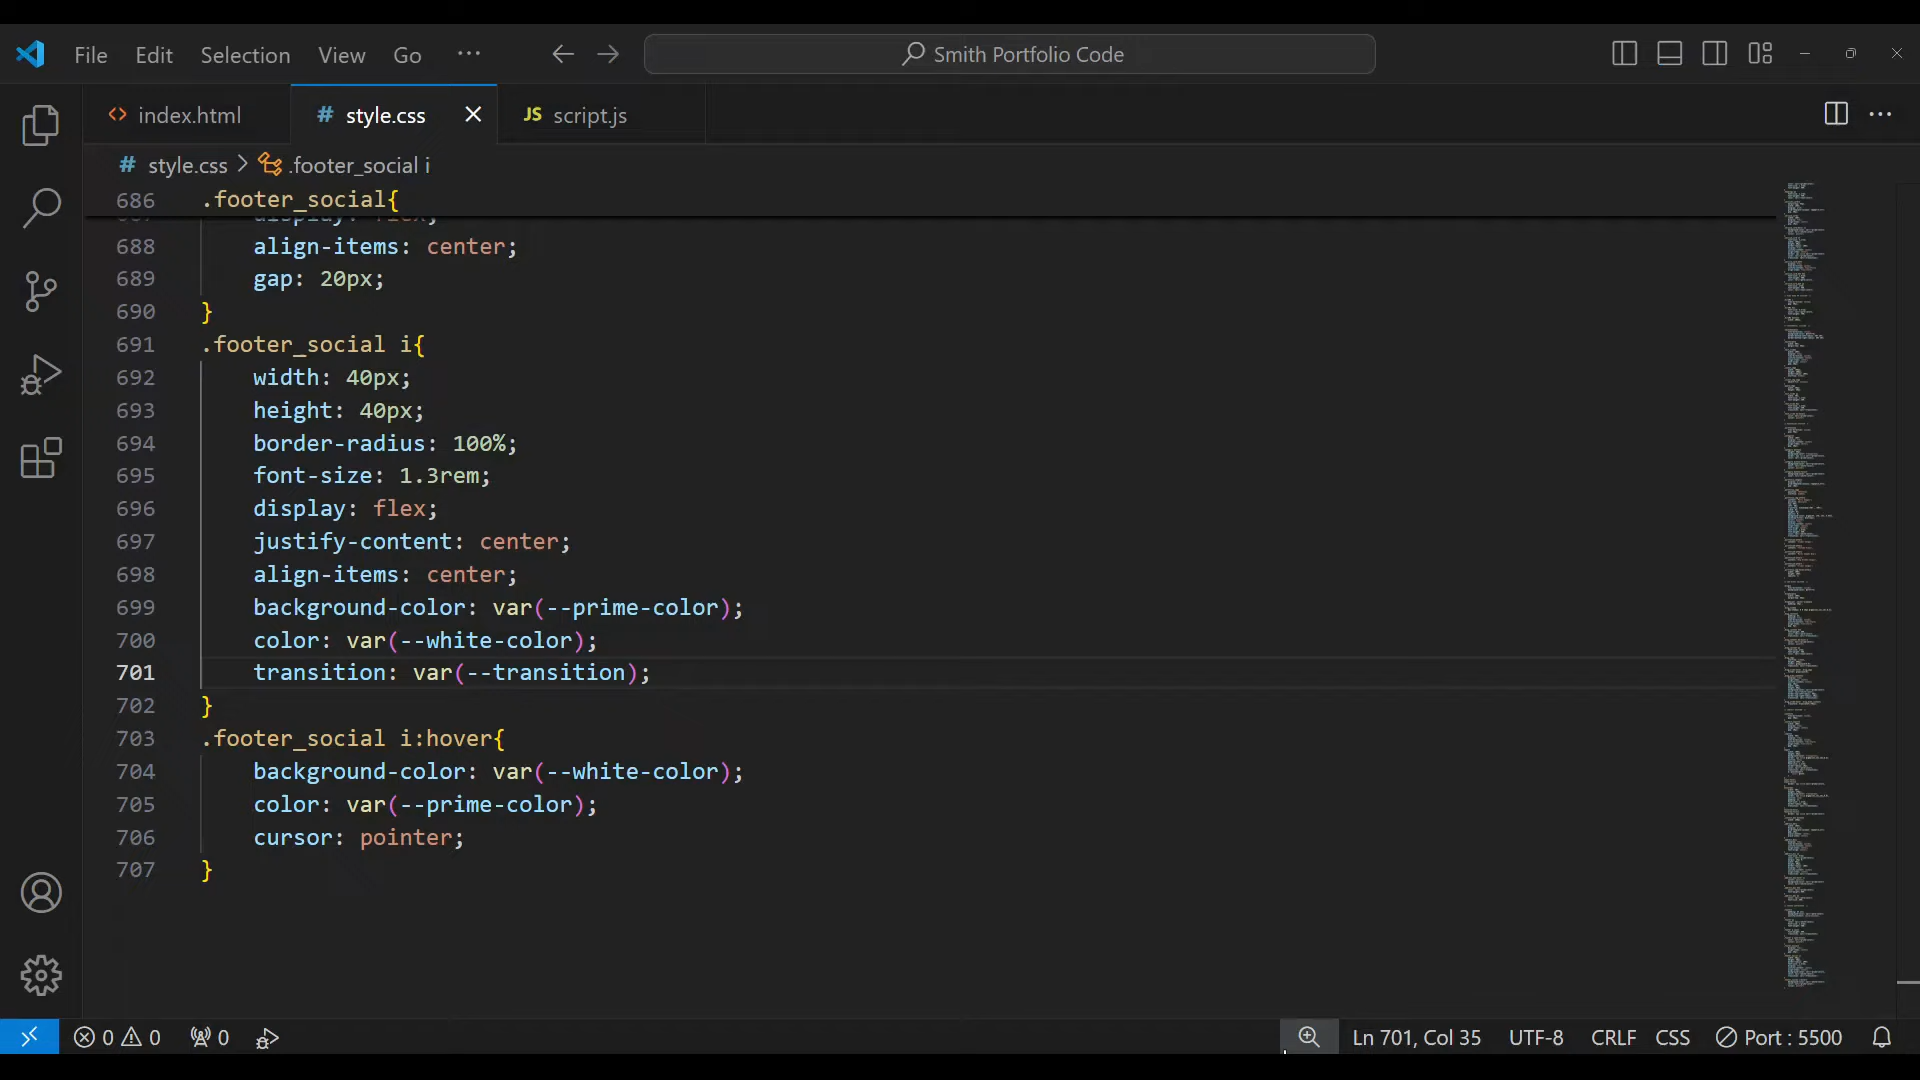 File Edit Selection View Go ··· Smith Portfolio Code
<> index.html # style.css JS script.js
# style.css > .footer_social i
686 .footer_social{
display: flex;
688 align-items: center;
689 gap: 20px;
690 }
691 .footer_social i{
692 width: 40px;
693 height: 40px;
694 border-radius: 100%;
695 font-size: 1.3rem;
696 display: flex;
697 justify-content: center;
698 align-items: center;
699 background-color: var(--prime-color);
700 color: var(--white-color);
701 transition: var(--transition);
702 }
703 .footer_social i:hover{
704 background-color: var(--white-color);
705 color: var(--prime-color);
706 cursor: pointer;
707 }
0 0 0 Ln 701, Col 35 UTF-8 CRLF CSS Port : 5500